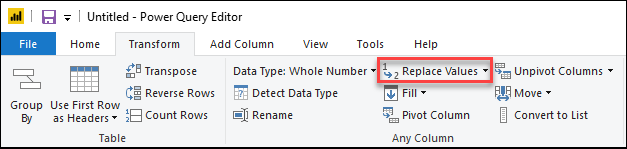 Untitled - Power Query Editor
File Home Transform Add Column View Tools Help
Group By
Use First Row as Headers
Transpose
Reverse Rows
Count Rows
Table
Data Type: Whole Number
Detect Data Type
Rename
1 2 Replace Values
Fill
Pivot Column
Unpivot Columns
Move
Convert to List
Any Column